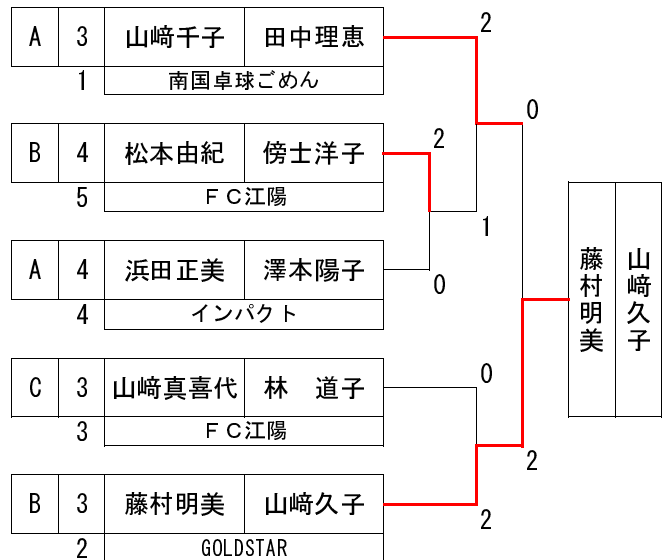 A 3 山﨑千子 田中理恵
1 南国卓球ごめん
B 4 松本由紀 傍士洋子
5 ＦＣ江陽
A 4 浜田正美 澤本陽子
4 インパクト
C 3 山﨑真喜代 林　道子
3 ＦＣ江陽
B 3 藤村明美 山﨑久子
2 GOLDSTAR
2
0
2
1
0
0
2
2
藤村明美
山﨑久子